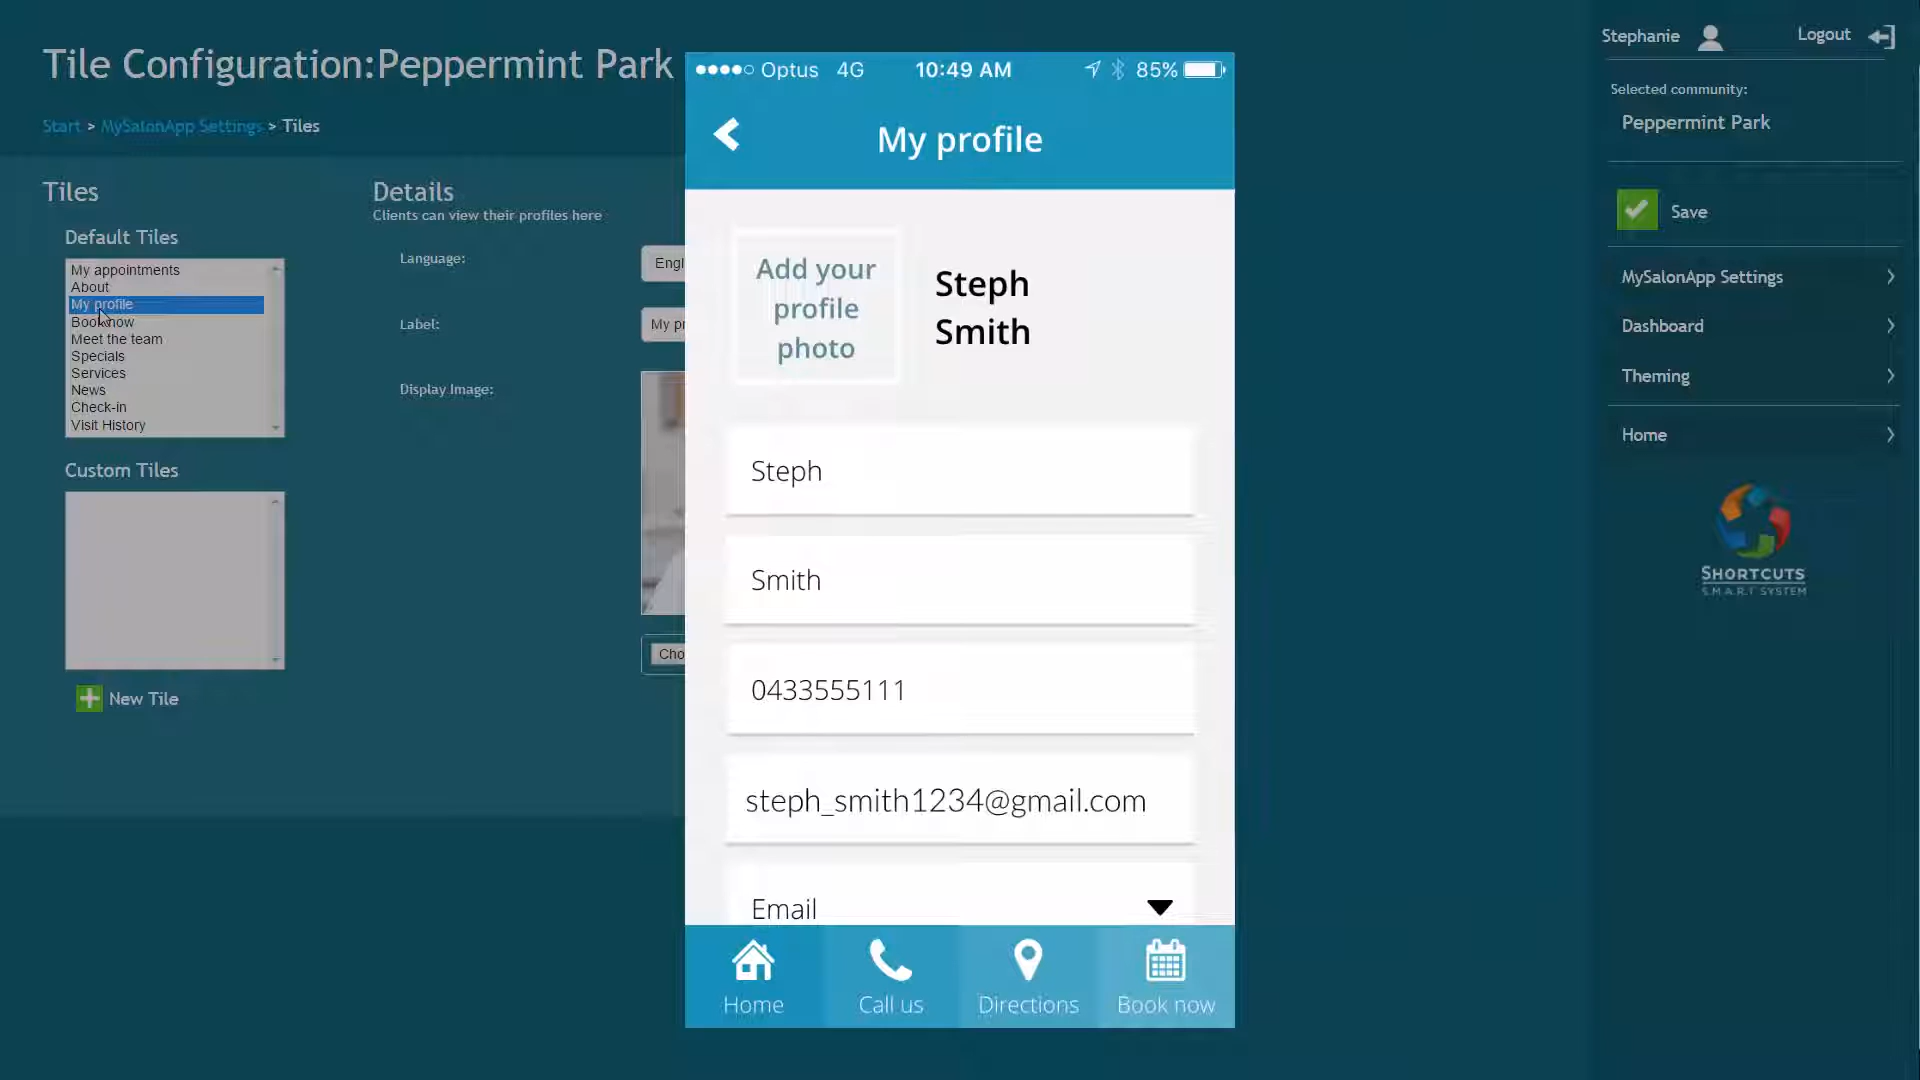 Tile Configuration:Peppermint Park
Start > MySalonApp Settings > Tiles
Tiles
Default Tiles
My appointments
About
My profile
Book now
Meet the team
Specials
Services
News
Check-in
Visit History
Custom Tiles
New Tile
Details
Clients can view their profiles here
Language:
Engl
Label:
My pr
Display Image:
Cho
Optus 4G 10:49 AM 85%
My profile
Add your
profile
photo
Steph
Smith
Steph
Smith
0433555111
steph_smith1234@gmail.com
Email
Home
Call us
Directions
Book now
Stephanie
Logout
Selected community:
Peppermint Park
Save
MySalonApp Settings
Dashboard
Theming
Home
SHORTCUTS
S.M.A.R.T SYSTEM